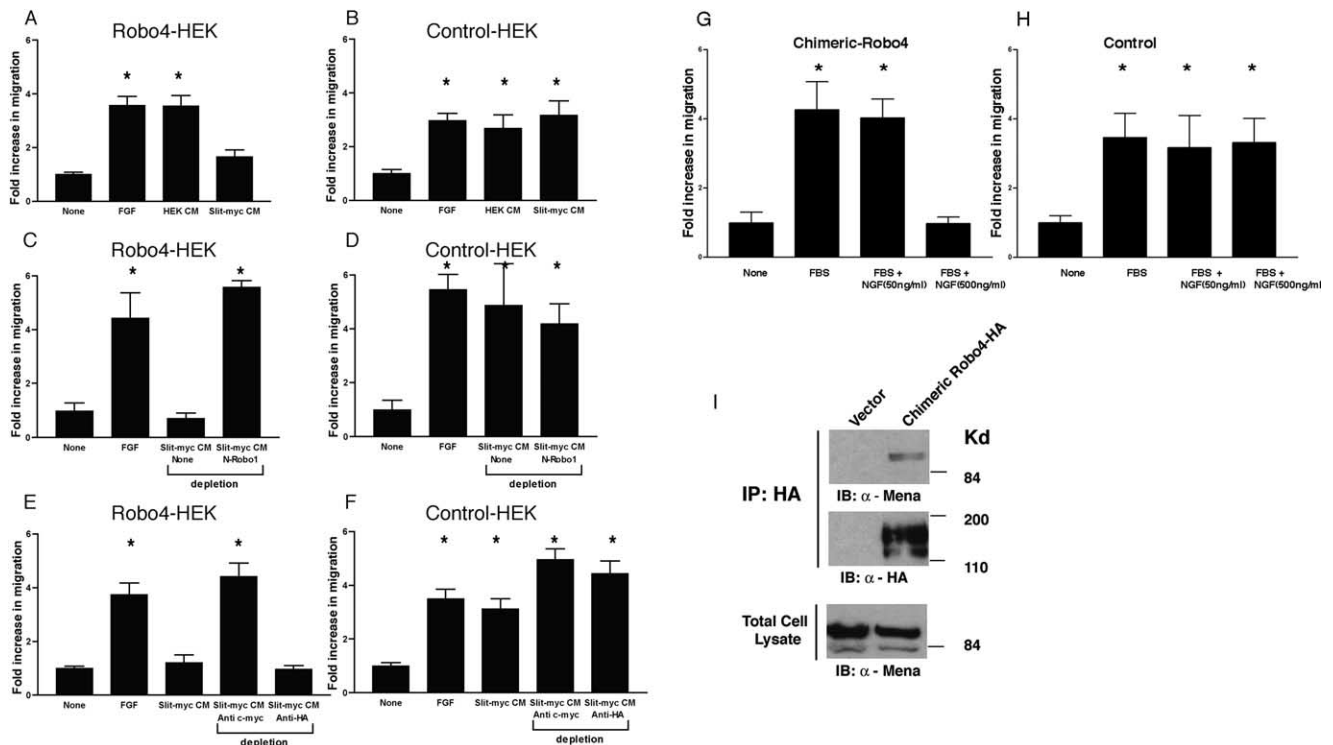 A
Robo4-HEK
Fold increase in migration
6
4
2
0
*
*
None
FGF
HEK CM
Slit-myc CM
B
Control-HEK
Fold increase in migration
6
4
2
0
*
*
*
None
FGF
HEK CM
Slit-myc CM
C
Robo4-HEK
Fold increase in migration
6
4
2
0
*
*
None
FGF
Slit-myc CM
None
Slit-myc CM
N-Robo1
depletion
D
Control-HEK
Fold increase in migration
6
4
2
0
*
*
*
None
FGF
Slit-myc CM
None
Slit-myc CM
N-Robo1
depletion
E
Robo4-HEK
Fold increase in migration
6
4
2
0
*
*
None
FGF
Slit-myc CM
Slit-myc CM
Anti c-myc
Slit-myc CM
Anti-HA
depletion
F
Control-HEK
Fold increase in migration
6
4
2
0
*
*
*
*
None
FGF
Slit-myc CM
Slit-myc CM
Anti c-myc
Slit-myc CM
Anti-HA
depletion
G
Chimeric-Robo4
Fold increase in migration
6
4
2
0
*
*
None
FBS
FBS +
NGF(50ng/ml)
FBS +
NGF(500ng/ml)
H
Control
Fold increase in migration
6
4
2
0
*
*
*
None
FBS
FBS +
NGF(50ng/ml)
FBS +
NGF(500ng/ml)
I
Vector
Chimeric Robo4-HA
Kd
IP: HA
84
IB: α - Mena
200
110
IB: α - HA
Total Cell
Lysate
84
IB: α - Mena